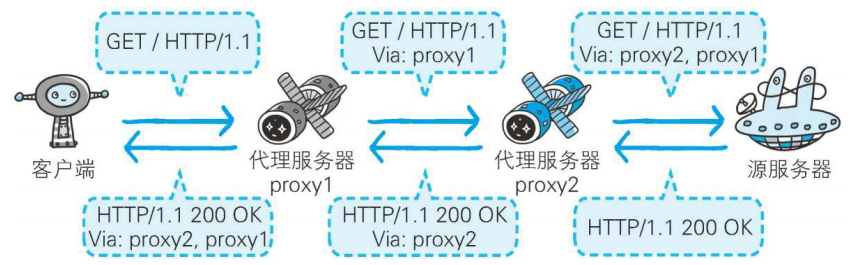 GET / HTTP/1.1
GET / HTTP/1.1
Via: proxy1
GET / HTTP/1.1
Via: proxy2, proxy1
客户端
代理服务器
proxy1
代理服务器
proxy2
源服务器
HTTP/1.1 200 OK
Via: proxy2, proxy1
HTTP/1.1 200 OK
Via: proxy2
HTTP/1.1 200 OK